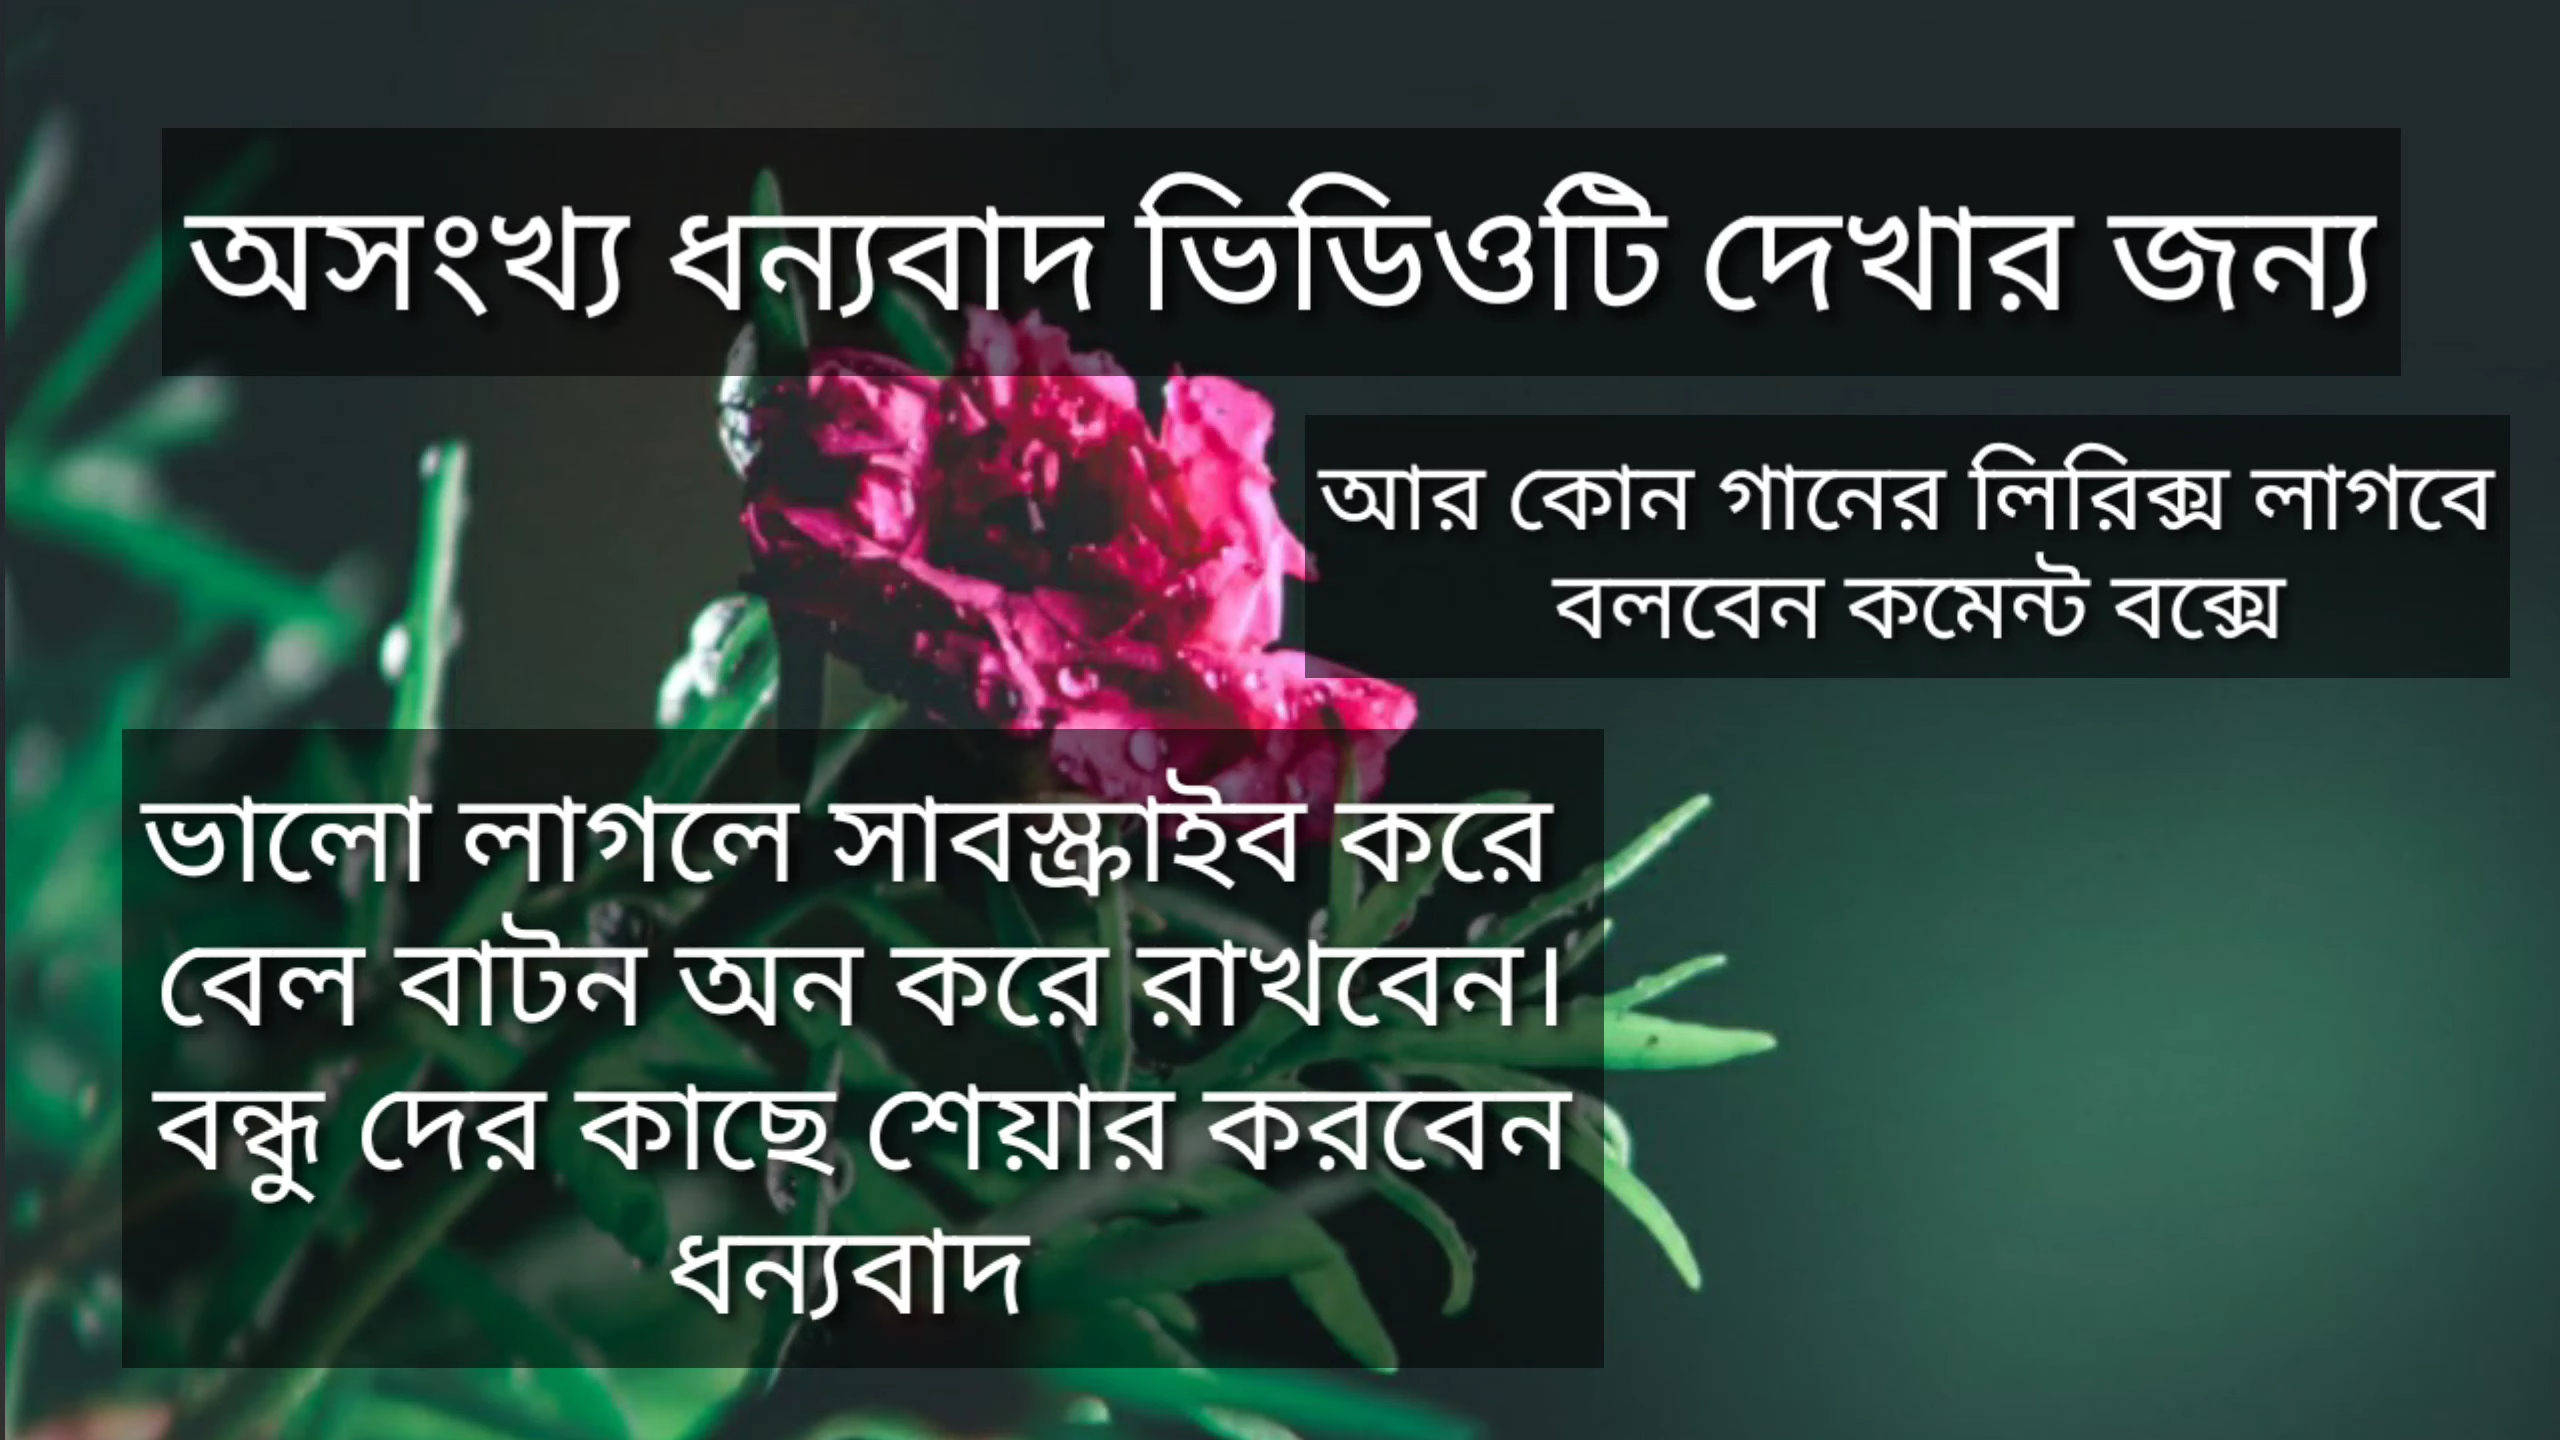 অসংখ্য ধন্যবাদ ভিডিওটি দেখার জন্য
আর কোন গানের লিরিক্স লাগবে
বলবেন কমেন্ট বক্সে
ভালো লাগলে সাবস্ক্রাইব করে
বেল বাটন অন করে রাখবেন।
বন্ধু দের কাছে শেয়ার করবেন
ধন্যবাদ